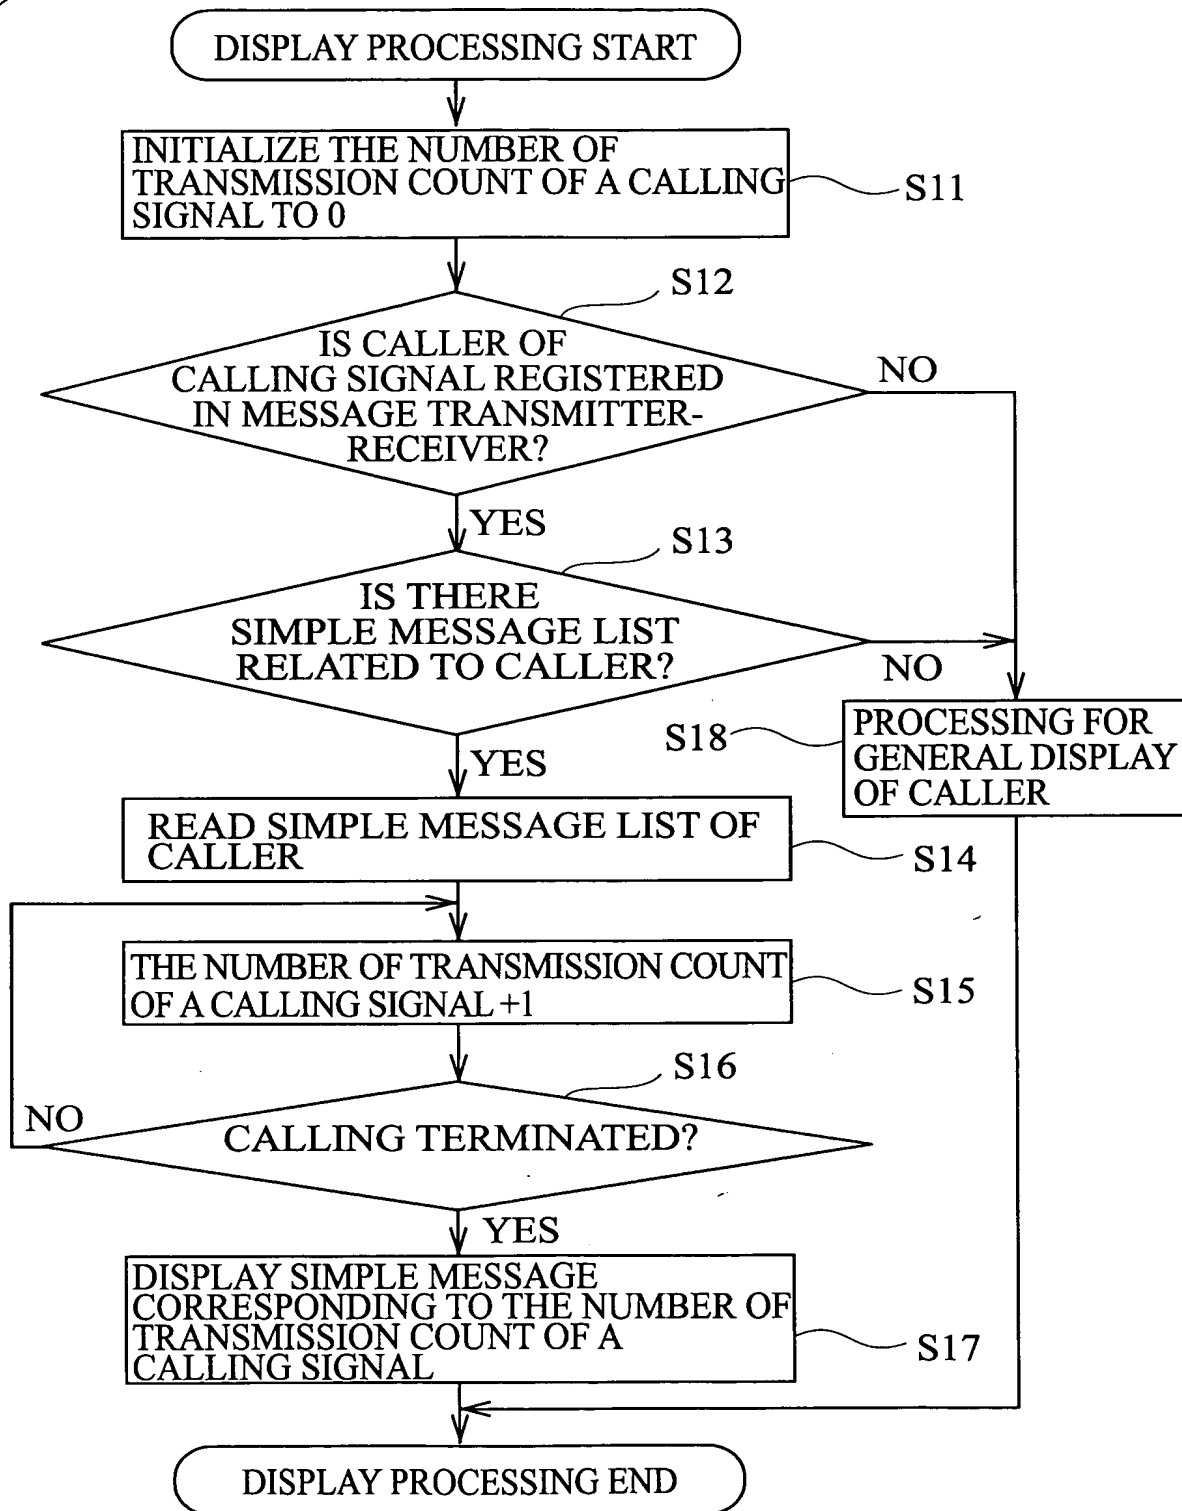 DISPLAY PROCESSING START
INITIALIZE THE NUMBER OF
TRANSMISSION COUNT OF A CALLING
SIGNAL TO 0
S11
S12
IS CALLER OF
CALLING SIGNAL REGISTERED
IN MESSAGE TRANSMITTER-
RECEIVER?
NO
YES
S13
IS THERE
SIMPLE MESSAGE LIST
RELATED TO CALLER?
NO
YES
S18
PROCESSING FOR
GENERAL DISPLAY
OF CALLER
READ SIMPLE MESSAGE LIST OF
CALLER
S14
THE NUMBER OF TRANSMISSION COUNT
OF A CALLING SIGNAL +1
S15
S16
NO
CALLING TERMINATED?
YES
DISPLAY SIMPLE MESSAGE
CORRESPONDING TO THE NUMBER OF
TRANSMISSION COUNT OF A
CALLING SIGNAL
S17
DISPLAY PROCESSING END